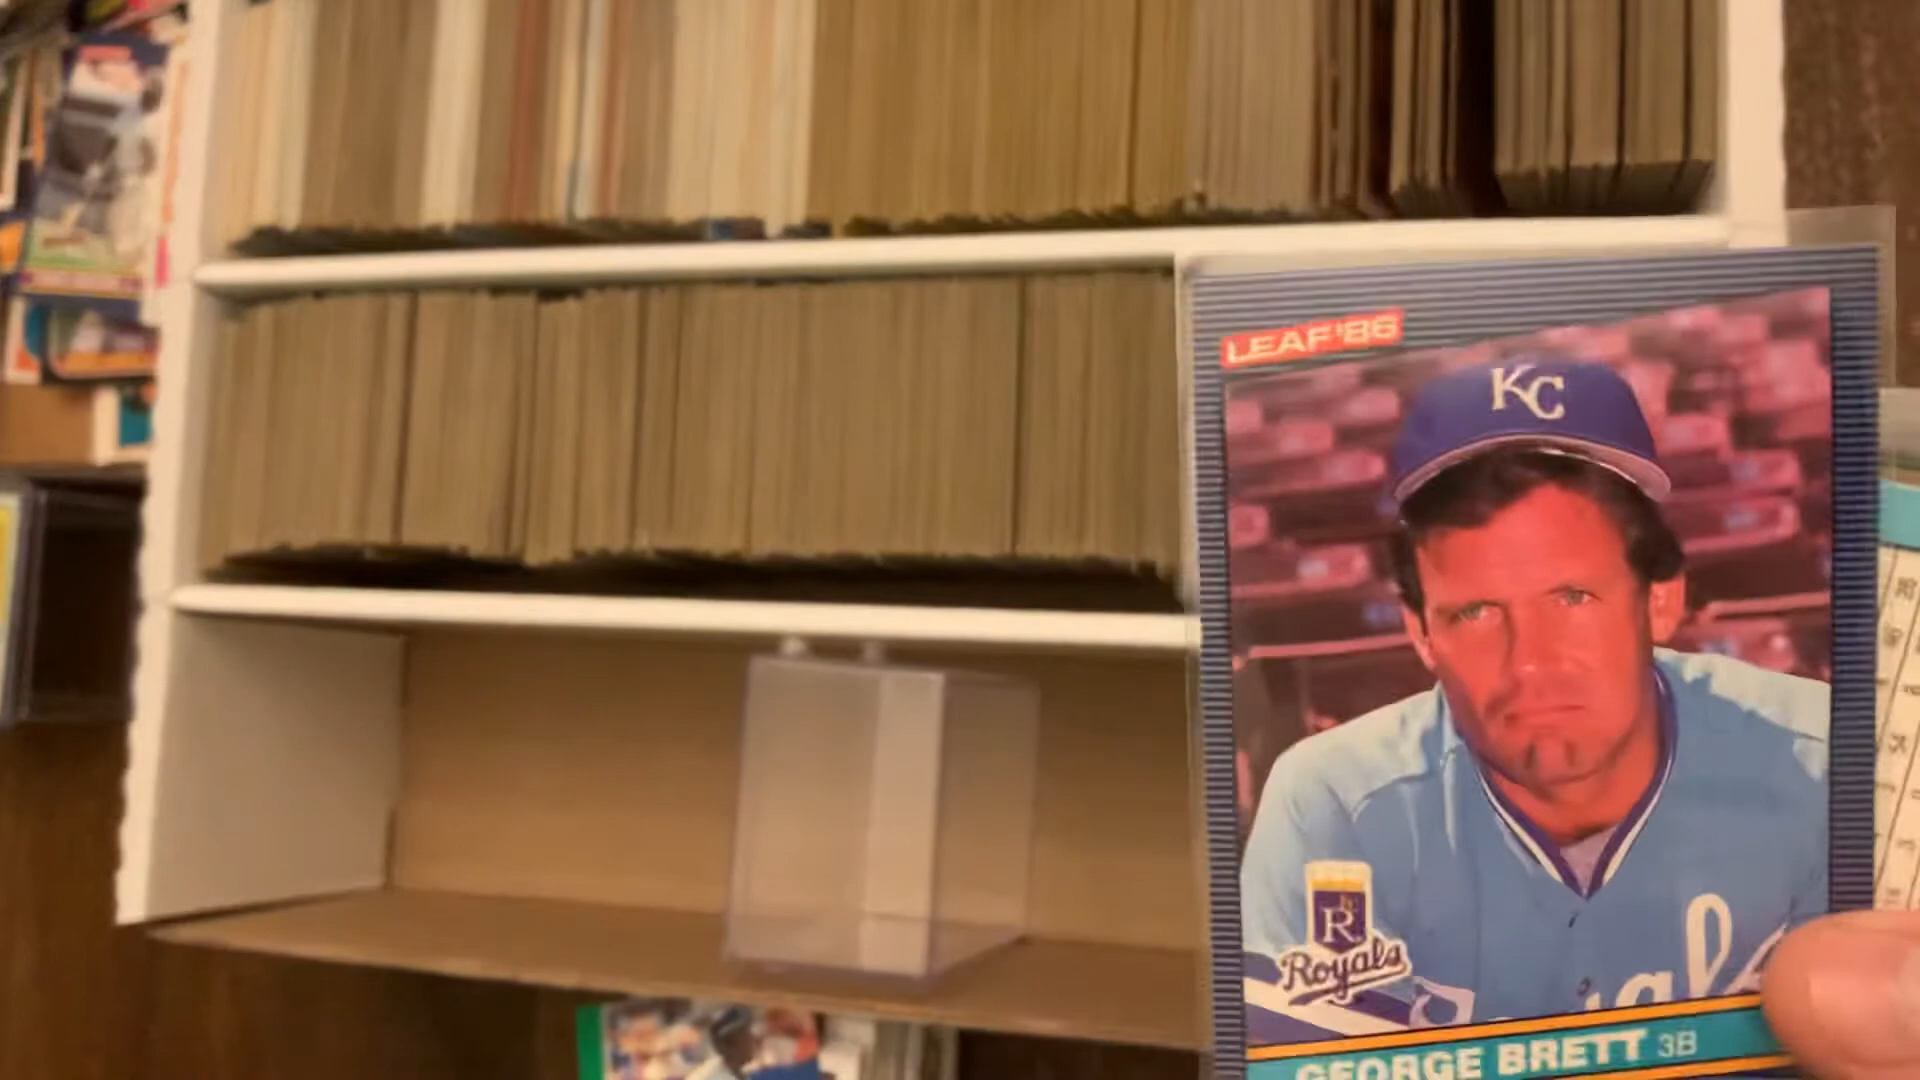 LEAF '86
KC
R
Royals
GEORGE BRETT 3B